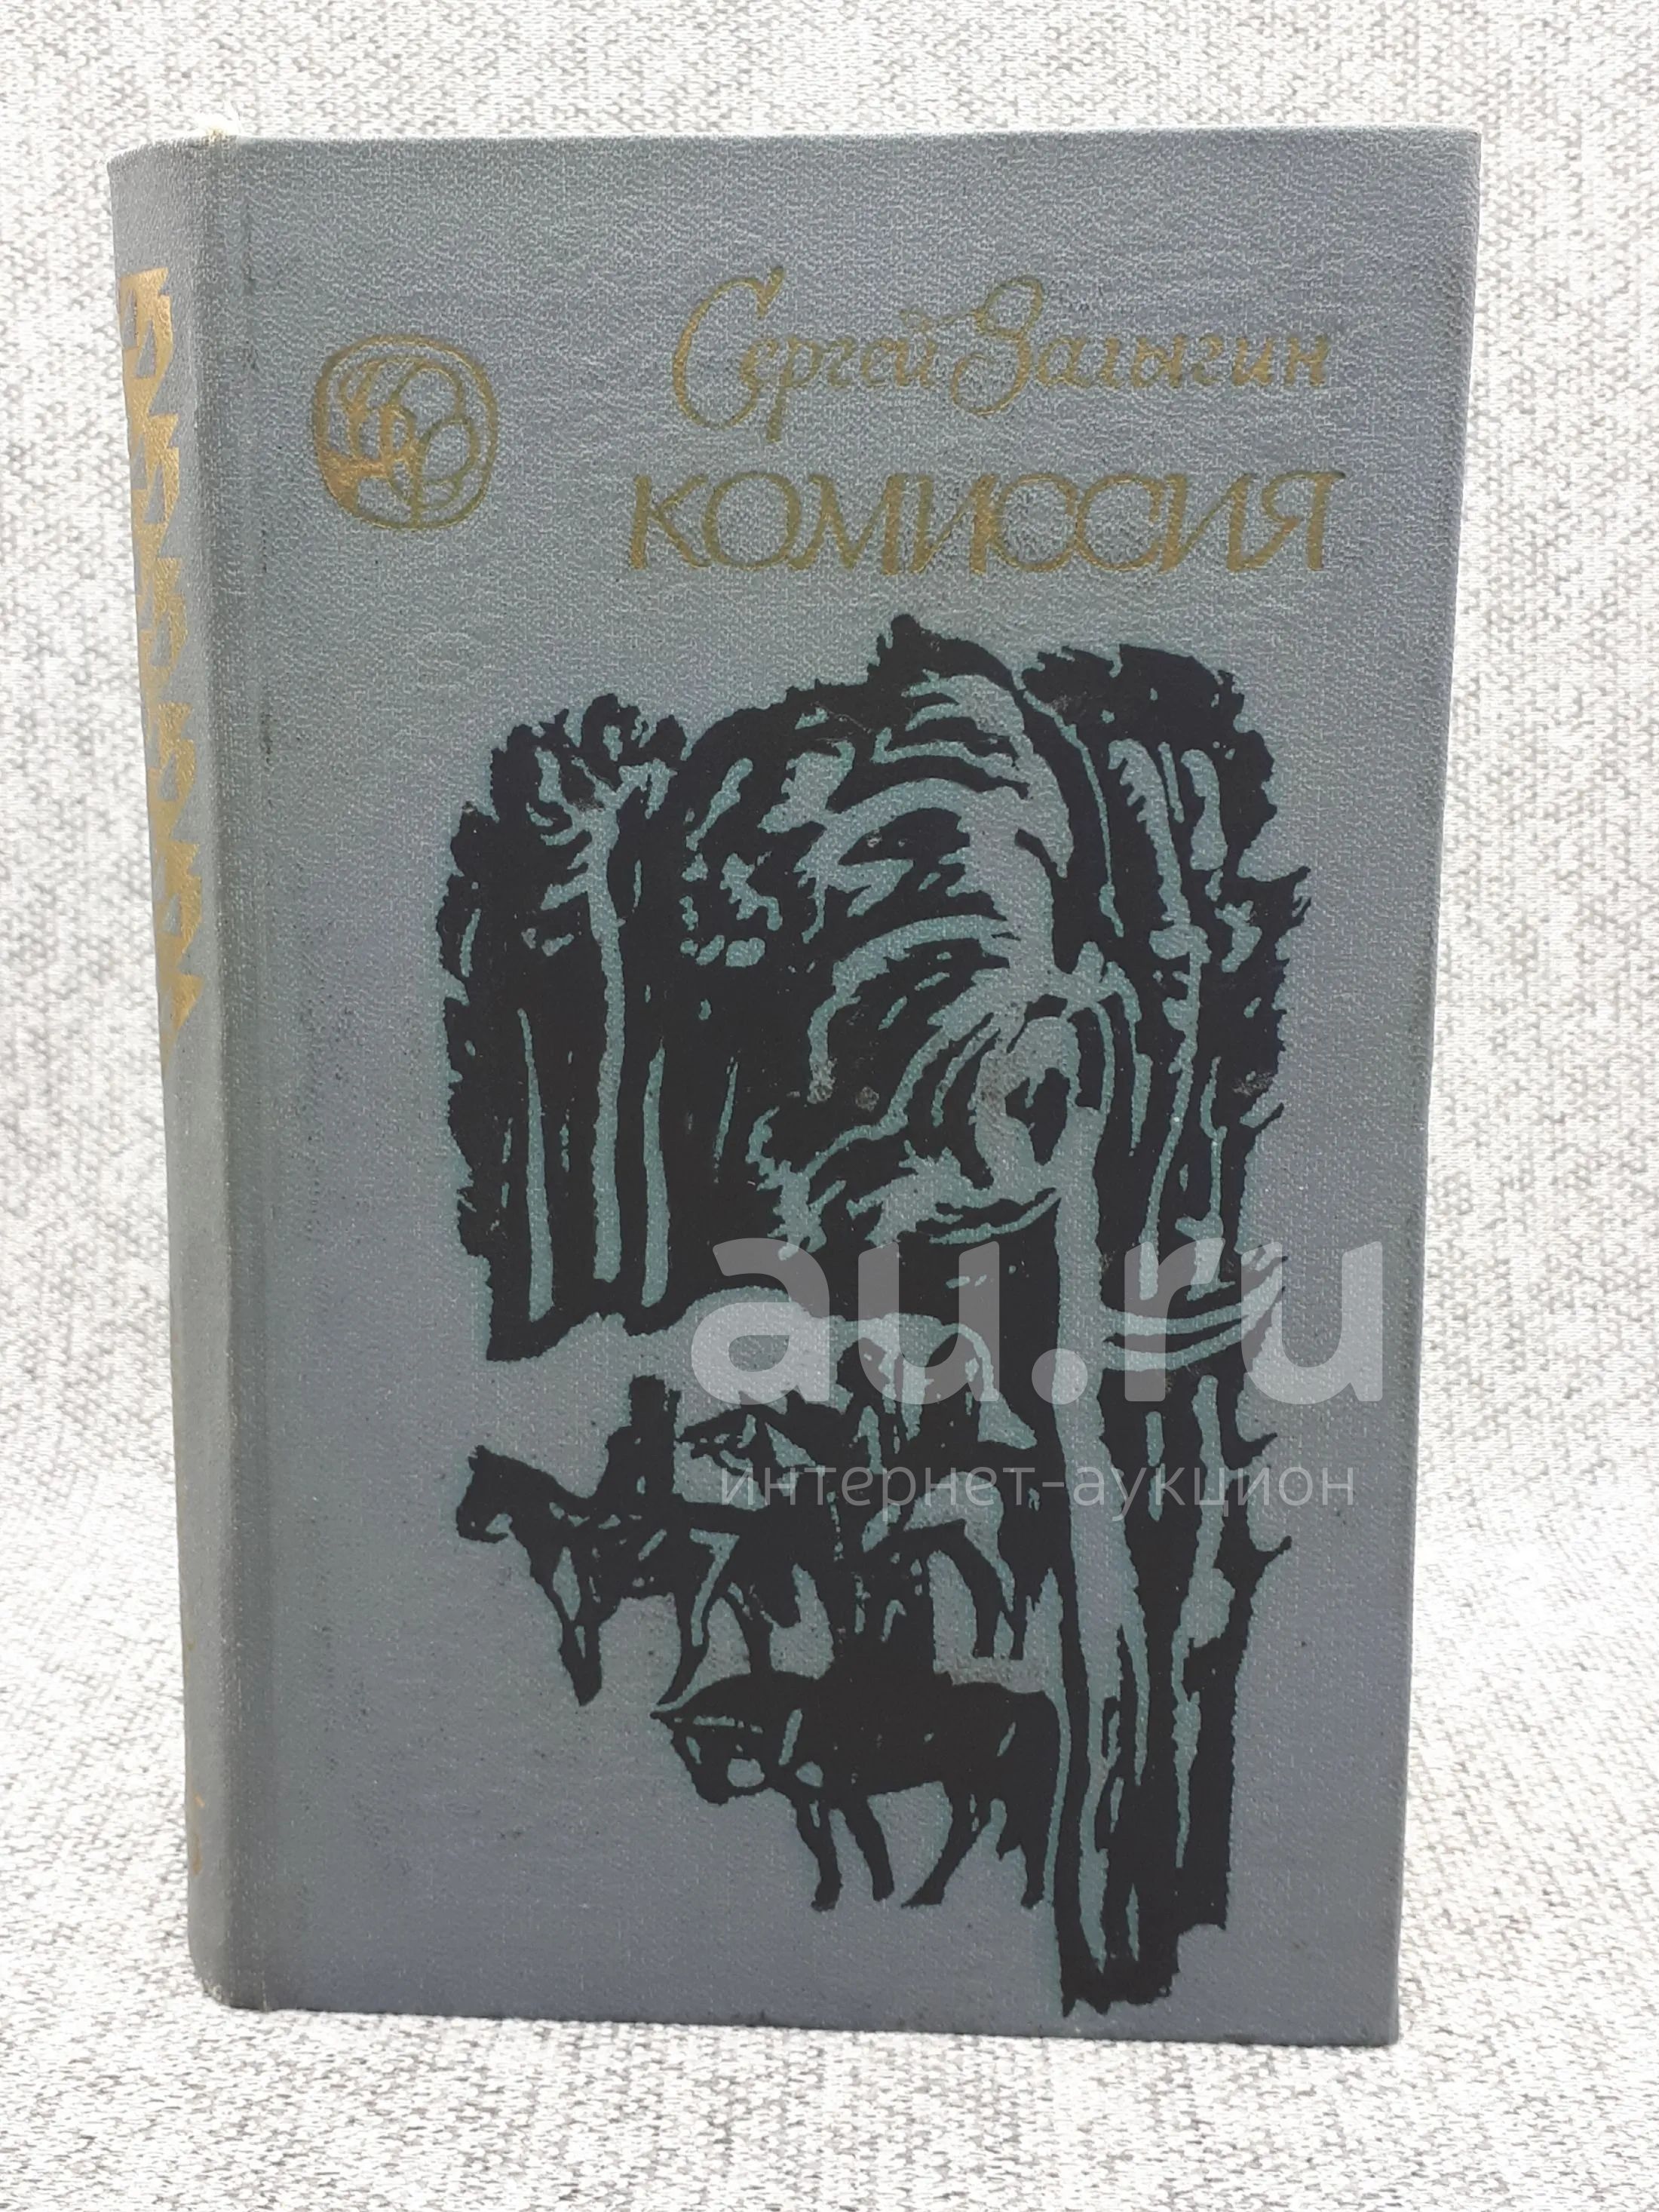 Сергей Залыгин
КОМИССИЯ
au.ru
интернет-аукцион